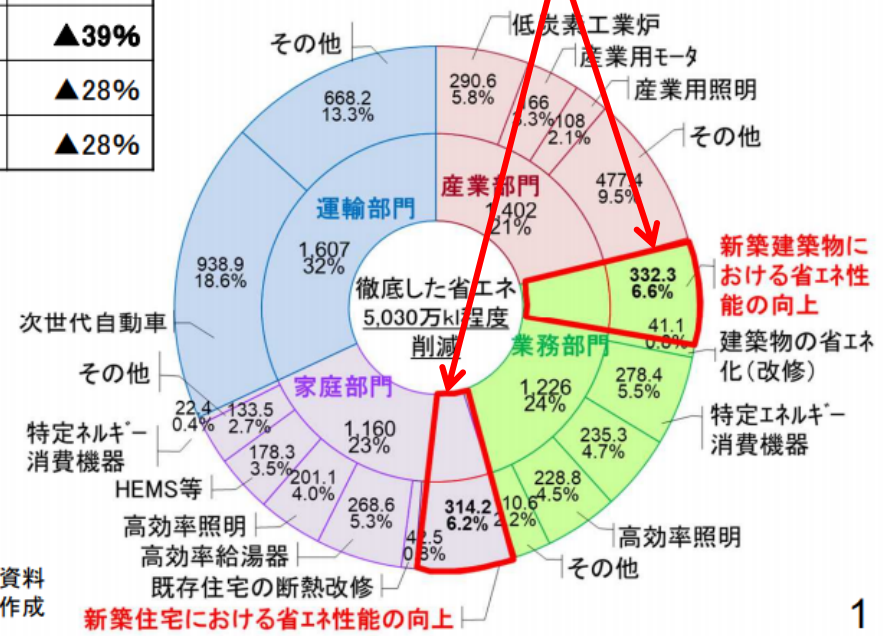 ▲39%
▲28%
▲28%
その他
低炭素工業炉
産業用ﾓｰﾀ
産業用照明
その他
668.2
13.3%
290.6
5.8%
166
3.3%
108
2.1%
477.4
9.5%
運輸部門
1,607
32%
産業部門
1,402
21%
938.9
18.6%
次世代自動車
徹底した省エネ
5,030万kl程度
削減
332.3
6.6%
新築建築物に
おける省ｴﾈ性
能の向上
41.1
0.8%
建築物の省エネ
化(改修)
業務部門
1,226
24%
278.4
5.5%
特定エネルギー
消費機器
235.3
4.7%
228.8
4.5%
高効率照明
10.6
2.2%
その他
家庭部門
1,160
23%
その他
22.4
0.4%
133.5
2.7%
特定ネルギー
消費機器
178.3
3.5%
HEMS等
201.1
4.0%
高効率照明
268.6
5.3%
高効率給湯器
42.5
0.8%
既存住宅の断熱改修
314.2
6.2%
新築住宅における省ｴﾈ性能の向上
資料
作成
1